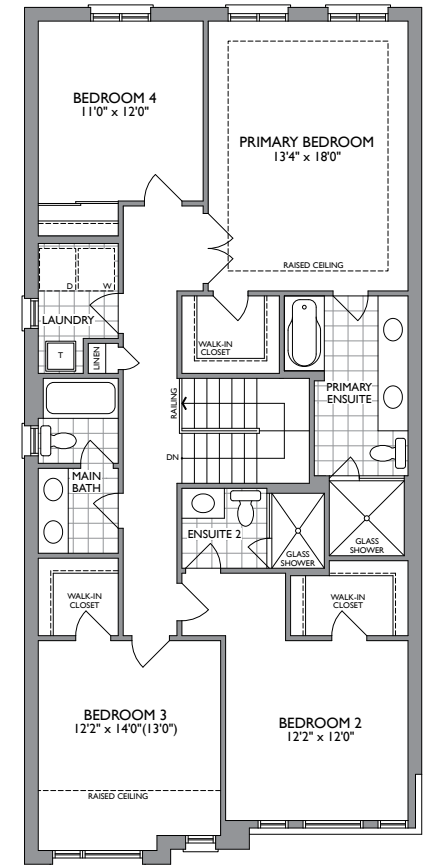 BEDROOM 4
11'0" x 12'0"
PRIMARY BEDROOM
13'4" x 18'0"
RAISED CEILING
D W
LAUNDRY
T
LINEN
WALK-IN
CLOSET
RAILING
DN
PRIMARY
ENSUITE
MAIN
BATH
ENSUITE 2
GLASS
SHOWER
GLASS
SHOWER
WALK-IN
CLOSET
WALK-IN
CLOSET
BEDROOM 3
12'2" x 14'0"(13'0")
BEDROOM 2
12'2" x 12'0"
RAISED CEILING